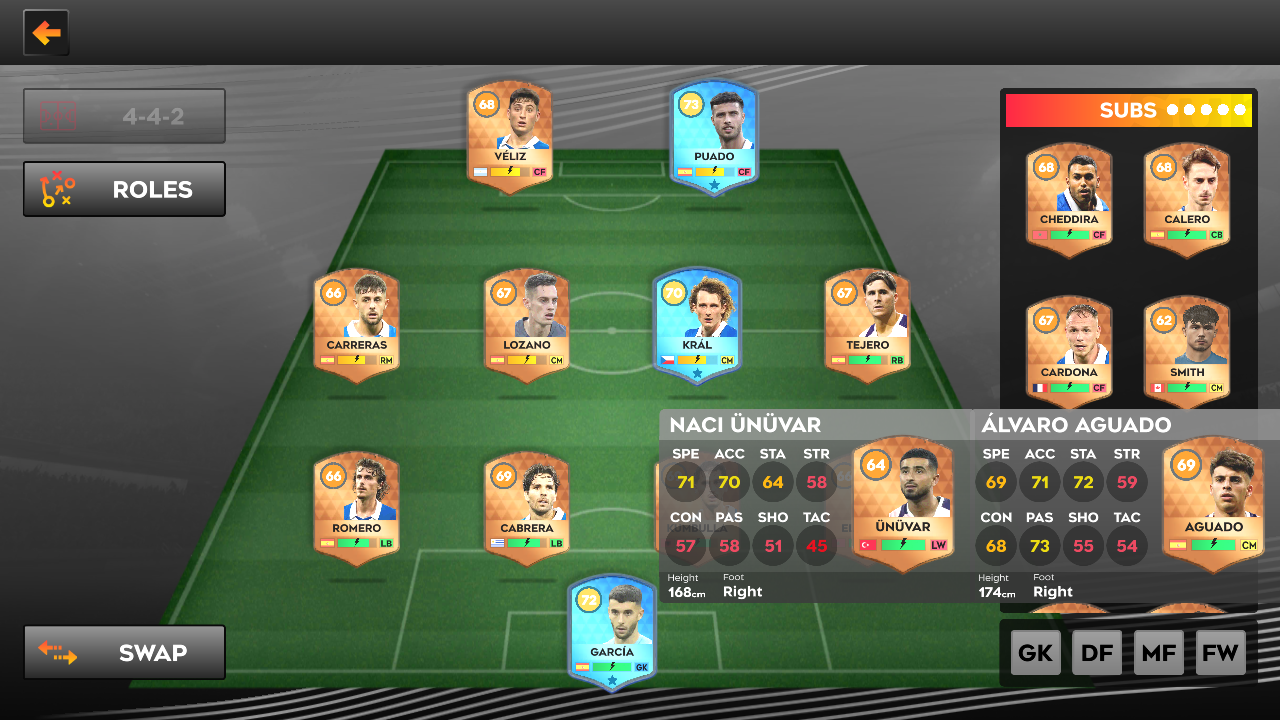 4-4-2
ROLES
SWAP
68
VÉLIZ
CF
73
PUADO
CF
66
CARRERAS
RM
67
LOZANO
CM
70
KRÁL
CM
67
TEJERO
RB
66
ROMERO
LB
69
CABRERA
LB
72
GARCÍA
GK
SUBS
68
CHEDDIRA
CF
68
CALERO
CB
67
CARDONA
CF
62
SMITH
CM
NACI ÜNÜVAR
SPE ACC STA STR
71 70 64 58
CON PAS SHO TAC
57 58 51 45
Height Foot
168cm Right
64
ÜNÜVAR
LW
ÁLVARO AGUADO
SPE ACC STA STR
69 71 72 59
CON PAS SHO TAC
68 73 55 54
Height Foot
174cm Right
69
AGUADO
CM
GK DF MF FW